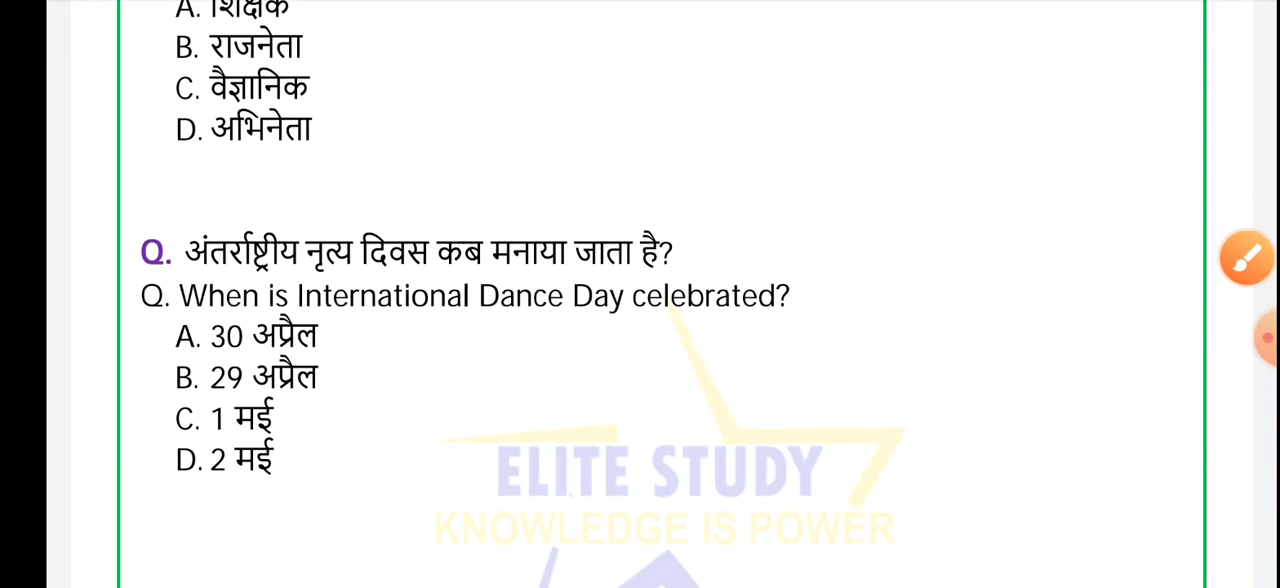 A. शिक्षक
B. राजनेता
C. वैज्ञानिक
D. अभिनेता
Q. अंतर्राष्ट्रीय नृत्य दिवस कब मनाया जाता है?
Q. When is International Dance Day celebrated?
A. 30 अप्रैल
B. 29 अप्रैल
C. 1 मई
D. 2 मई
ELITE STUDY
KNOWLEDGE IS POWER